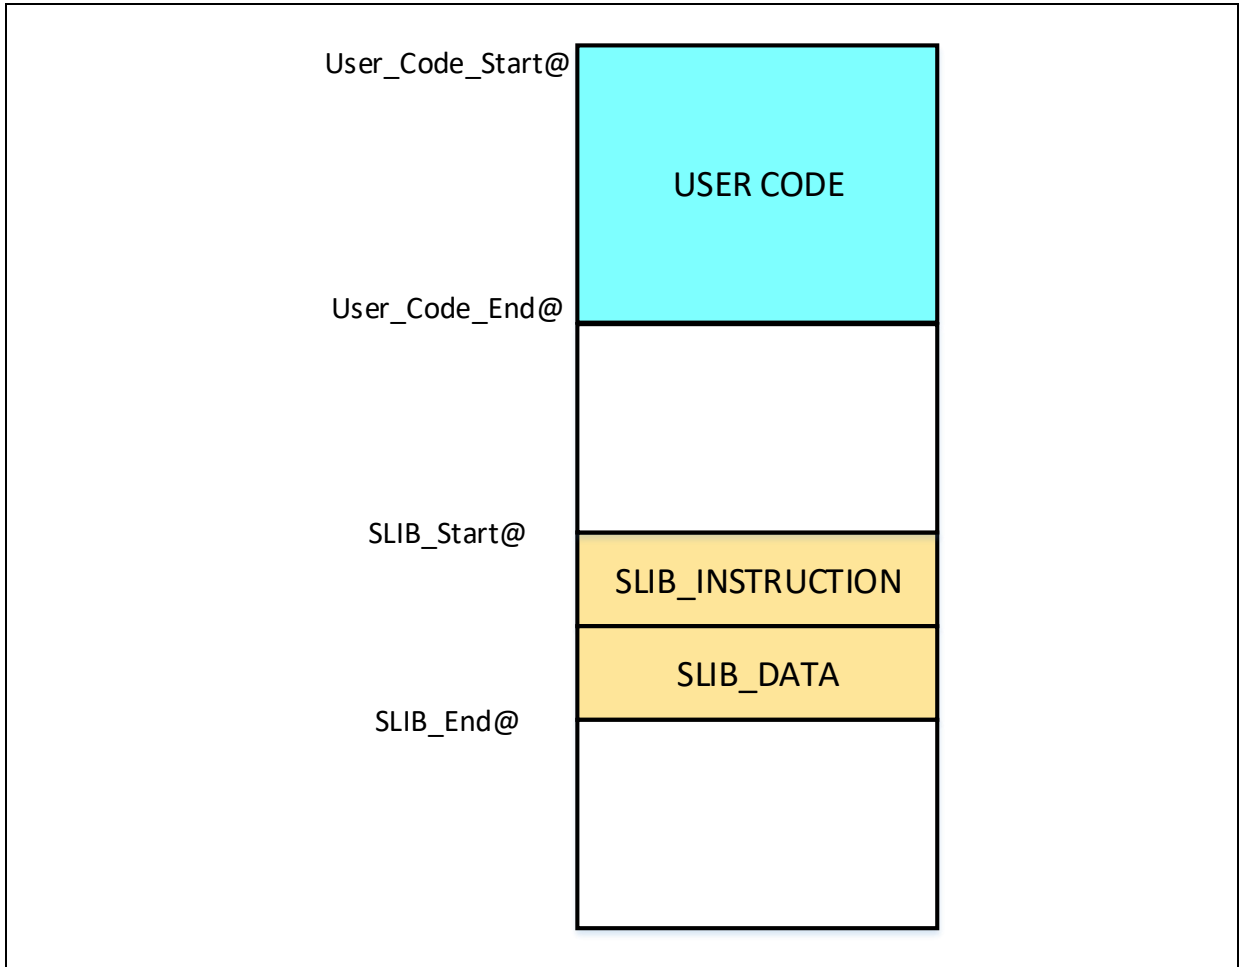 User_Code_Start@
USER CODE
User_Code_End@
SLIB_Start@
SLIB_INSTRUCTION
SLIB_DATA
SLIB_End@